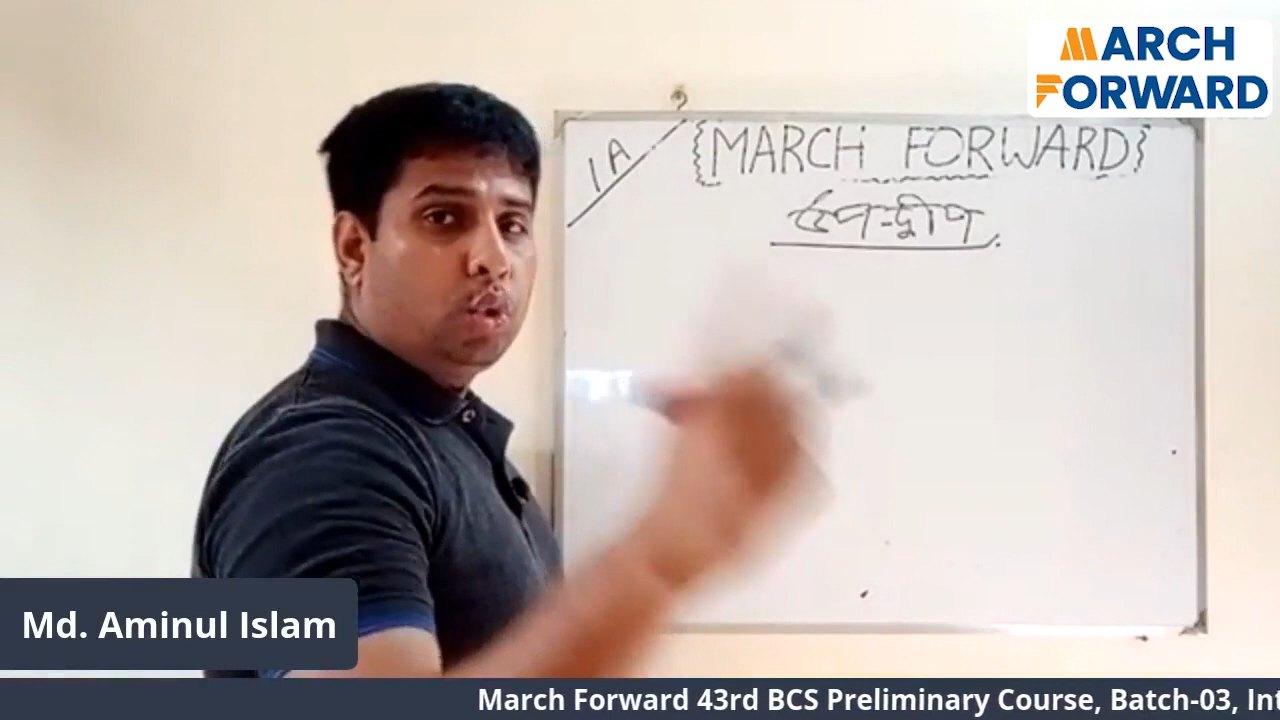 MARCH
FORWARD
1A
{MARCH FORWARD}
উপ-দ্বীপ
Md. Aminul Islam
March Forward 43rd BCS Preliminary Course, Batch-03, Int